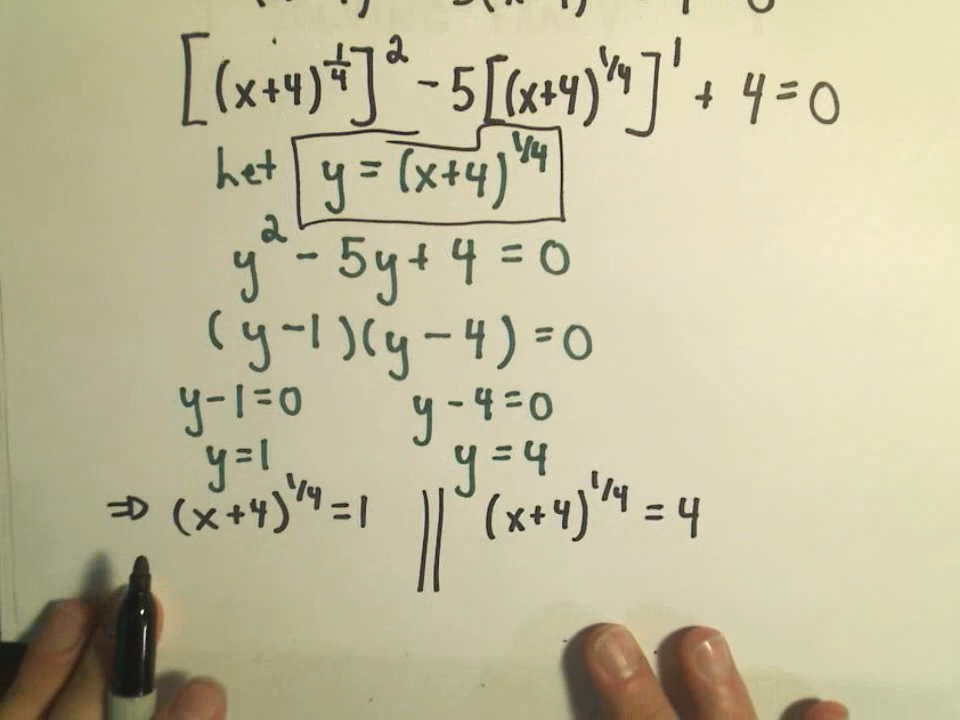 [(x+4)^{1/4}]^2 - 5[(x+4)^{1/4}]^1 + 4 = 0
Let y = (x+4)^{1/4}
y^2 - 5y + 4 = 0
(y-1)(y-4) = 0
y-1=0 y-4=0
y=1 y=4
⇒ (x+4)^{1/4} = 1 || (x+4)^{1/4} = 4